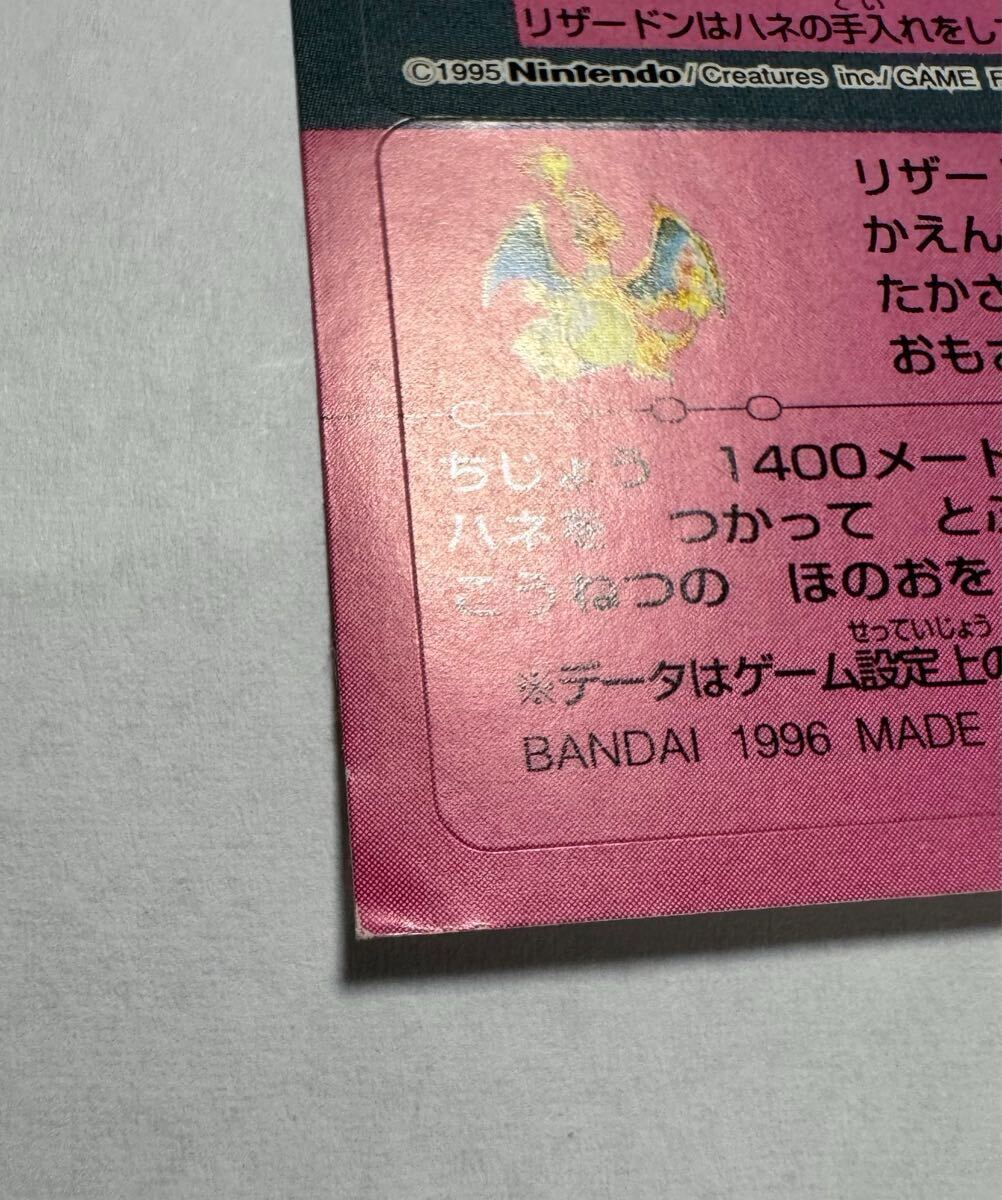 とい
リザードンはハネの手入れをし
©1995 Nintendo/Creatures inc./GAME F
リザー
かえん
たかさ
おもさ
ちじょう 1400メート
ハネを つかって とぶ
こうねつの ほのおを
せっていじょう
※データはゲーム設定上の
BANDAI 1996 MADE